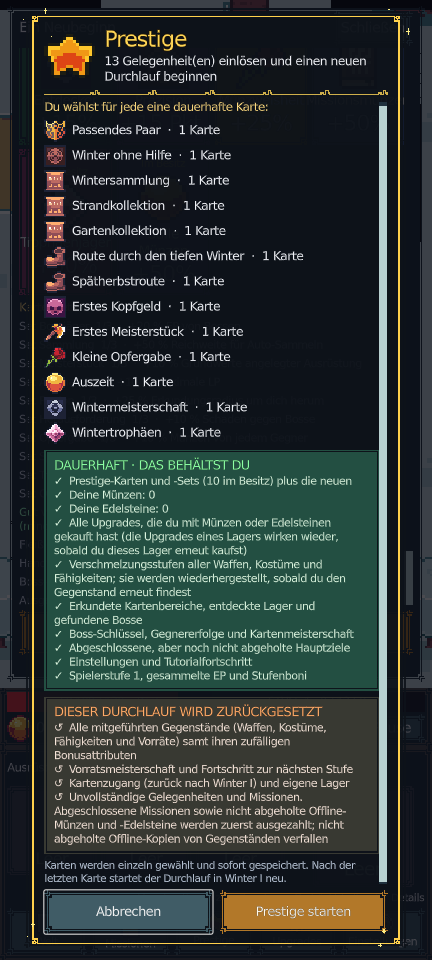 Prestige
13 Gelegenheit(en) einlösen und einen neuen
Durchlauf beginnen
Du wählst für jede eine dauerhafte Karte:
Passendes Paar · 1 Karte
Winter ohne Hilfe · 1 Karte
Wintersammlung · 1 Karte
Strandkollektion · 1 Karte
Gartenkollektion · 1 Karte
Route durch den tiefen Winter · 1 Karte
Spätherbstroute · 1 Karte
Erstes Kopfgeld · 1 Karte
Erstes Meisterstück · 1 Karte
Kleine Opfergabe · 1 Karte
Auszeit · 1 Karte
Wintermeisterschaft · 1 Karte
Wintertrophäen · 1 Karte
DAUERHAFT · DAS BEHÄLTST DU
✓ Prestige-Karten und -Sets (10 im Besitz) plus die neuen
✓ Deine Münzen: 0
✓ Deine Edelsteine: 0
✓ Alle Upgrades, die du mit Münzen oder Edelsteinen
gekauft hast (die Upgrades eines Lagers wirken wieder,
sobald du dieses Lager erneut kaufst)
✓ Verschmelzungsstufen aller Waffen, Kostüme und
Fähigkeiten; sie werden wiederhergestellt, sobald du den
Gegenstand erneut findest
✓ Erkundete Kartenbereiche, entdeckte Lager und
gefundene Bosse
✓ Boss-Schlüssel, Gegnererfolge und Kartenmeisterschaft
✓ Abgeschlossene, aber noch nicht abgeholte Hauptziele
✓ Einstellungen und Tutorialfortschritt
✓ Spielerstufe 1, gesammelte EP und Stufenboni
DIESER DURCHLAUF WIRD ZURÜCKGESETZT
↺ Alle mitgeführten Gegenstände (Waffen, Kostüme,
Fähigkeiten und Vorräte) samt ihren zufälligen
Bonusattributen
↺ Vorratsmeisterschaft und Fortschritt zur nächsten Stufe
↺ Kartenzugang (zurück nach Winter I) und eigene Lager
↺ Unvollständige Gelegenheiten und Missionen.
Abgeschlossene Missionen sowie nicht abgeholte Offline-
Münzen und -Edelsteine werden zuerst ausgezahlt; nicht
abgeholte Offline-Kopien von Gegenständen verfallen
Karten werden einzeln gewählt und sofort gespeichert. Nach der
letzten Karte startet der Durchlauf in Winter I neu.
Abbrechen
Prestige starten